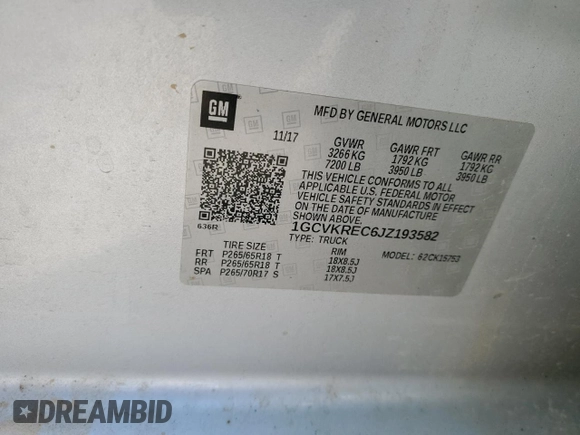 GM
MFD BY GENERAL MOTORS LLC
11/17
GVWR
3266 KG
7200 LB
GAWR FRT
1792 KG
3950 LB
GAWR RR
1792 KG
3950 LB
THIS VEHICLE CONFORMS TO ALL
APPLICABLE U.S. FEDERAL MOTOR
VEHICLE SAFETY STANDARDS IN EFFECT
ON THE DATE OF MANUFACTURE
SHOWN ABOVE.
636R
1GCVKREC6JZ193582
TYPE: TRUCK
MODEL: 62CK15753
TIRE SIZE RIM
FRT P265/65R18 T 18X8.5J
RR P265/65R18 T 18X8.5J
SPA P265/70R17 S 17X7.5J
DREAMBID